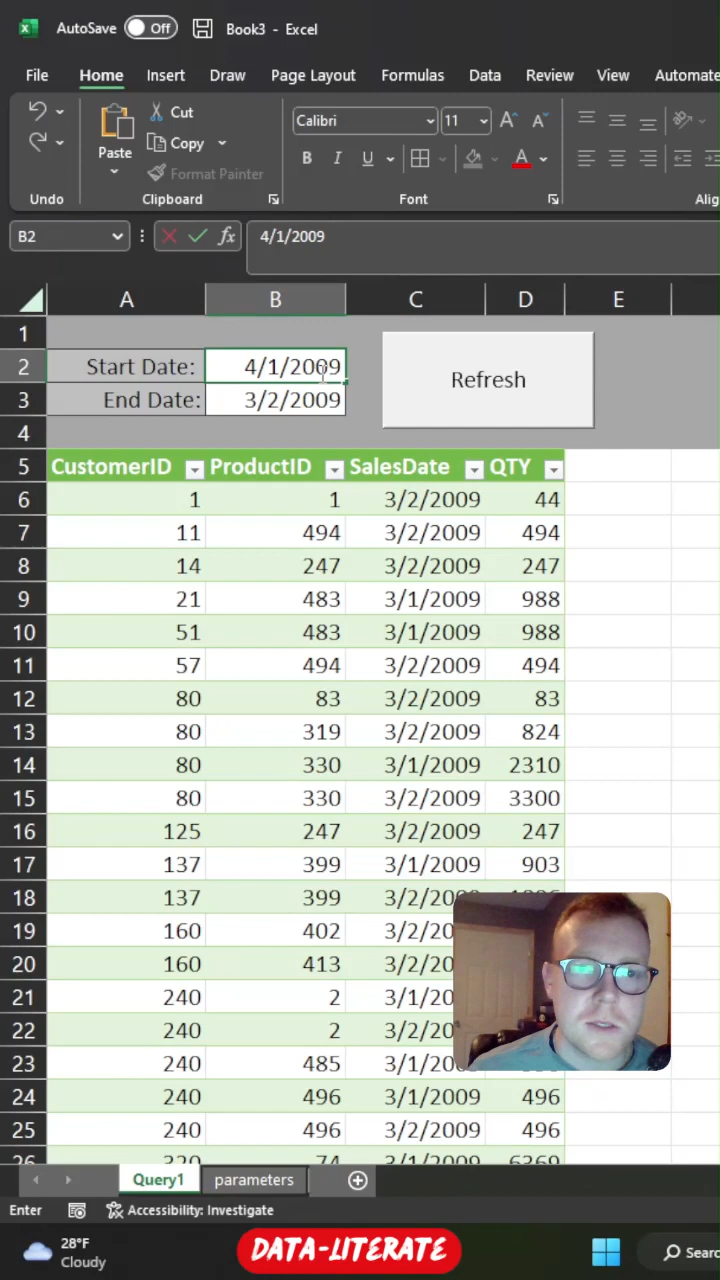 AutoSave Off Book3 - Excel
File Home Insert Draw Page Layout Formulas Data Review View Automate
Paste Cut Copy Format Painter
Calibri 11
B I U A
Undo Clipboard Font
B2 fx 4/1/2009
A B C D E
1
2 Start Date: 4/1/2009
Refresh
3 End Date: 3/2/2009
4
5 CustomerID ProductID SalesDate QTY
6 1 1 3/2/2009 44
7 11 494 3/2/2009 494
8 14 247 3/2/2009 247
9 21 483 3/1/2009 988
10 51 483 3/1/2009 988
11 57 494 3/2/2009 494
12 80 83 3/2/2009 83
13 80 319 3/2/2009 824
14 80 330 3/1/2009 2310
15 80 330 3/2/2009 3300
16 125 247 3/2/2009 247
17 137 399 3/1/2009 903
18 137 399
19 160 402
20 160 413
21 240 2
22 240 2
23 240 485
24 240 496 3/1/2009 496
25 240 496 3/2/2009 496
26 320 74 3/1/2009 6369
Query1 parameters
Enter Accessibility: Investigate
28°F
Cloudy
DATA-LITERATE